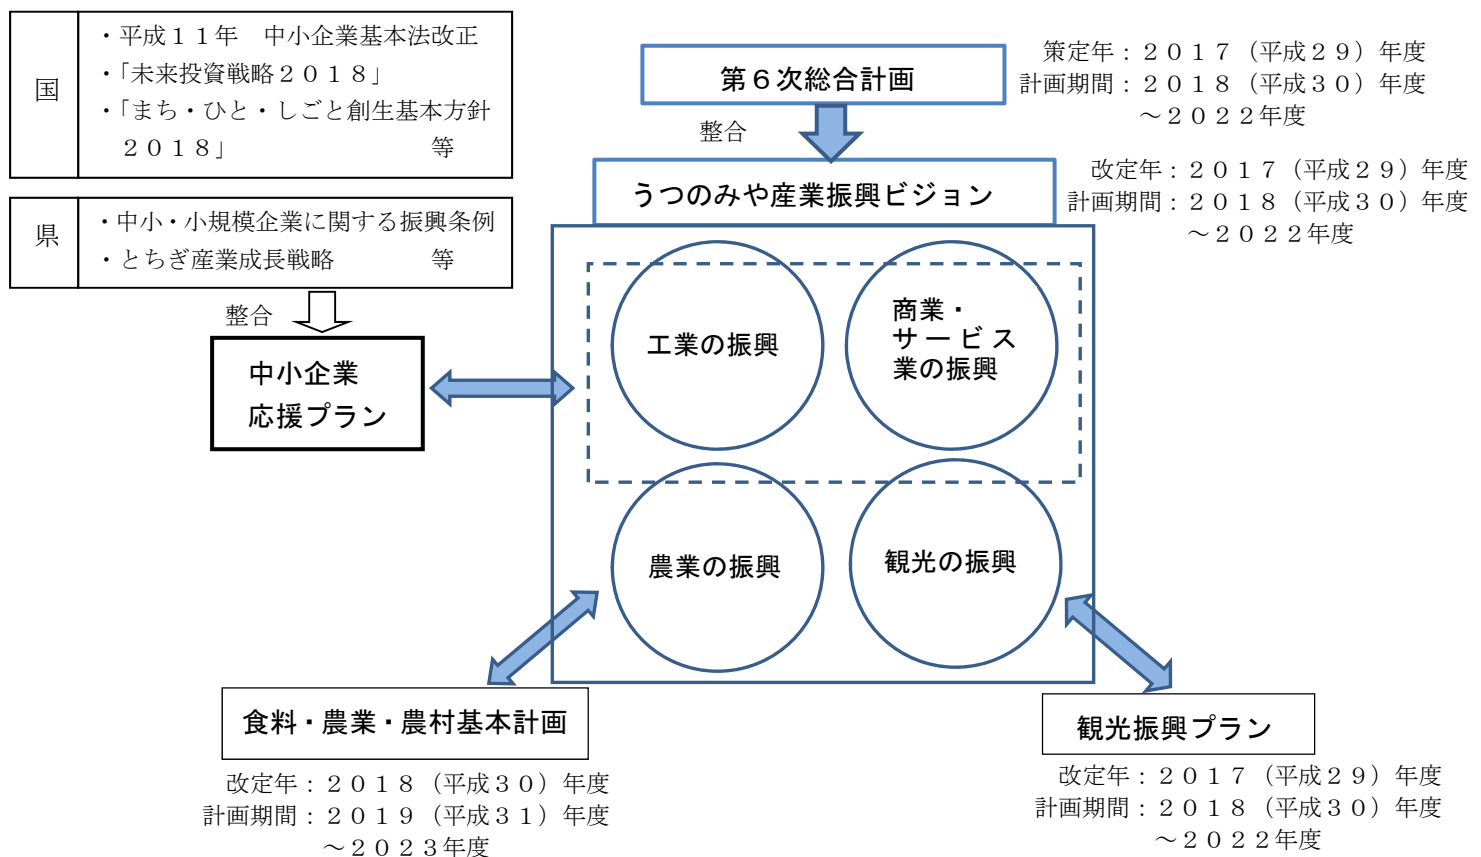 国
・平成１１年　中小企業基本法改正
・「未来投資戦略２０１８」
・「まち・ひと・しごと創生基本方針
２０１８」　　　　　　　　　等
県
・中小・小規模企業に関する振興条例
・とちぎ産業成長戦略　　　　等
整合
中小企業
応援プラン
第６次総合計画
策定年：２０１７（平成２９）年度
計画期間：２０１８（平成３０）年度
～２０２２年度
整合
うつのみや産業振興ビジョン
改定年：２０１７（平成２９）年度
計画期間：２０１８（平成３０）年度
～２０２２年度
工業の振興
商業・
サービス
業の振興
農業の振興
観光の振興
食料・農業・農村基本計画
改定年：２０１８（平成３０）年度
計画期間：２０１９（平成３１）年度
～２０２３年度
観光振興プラン
改定年：２０１７（平成２９）年度
計画期間：２０１８（平成３０）年度
～２０２２年度